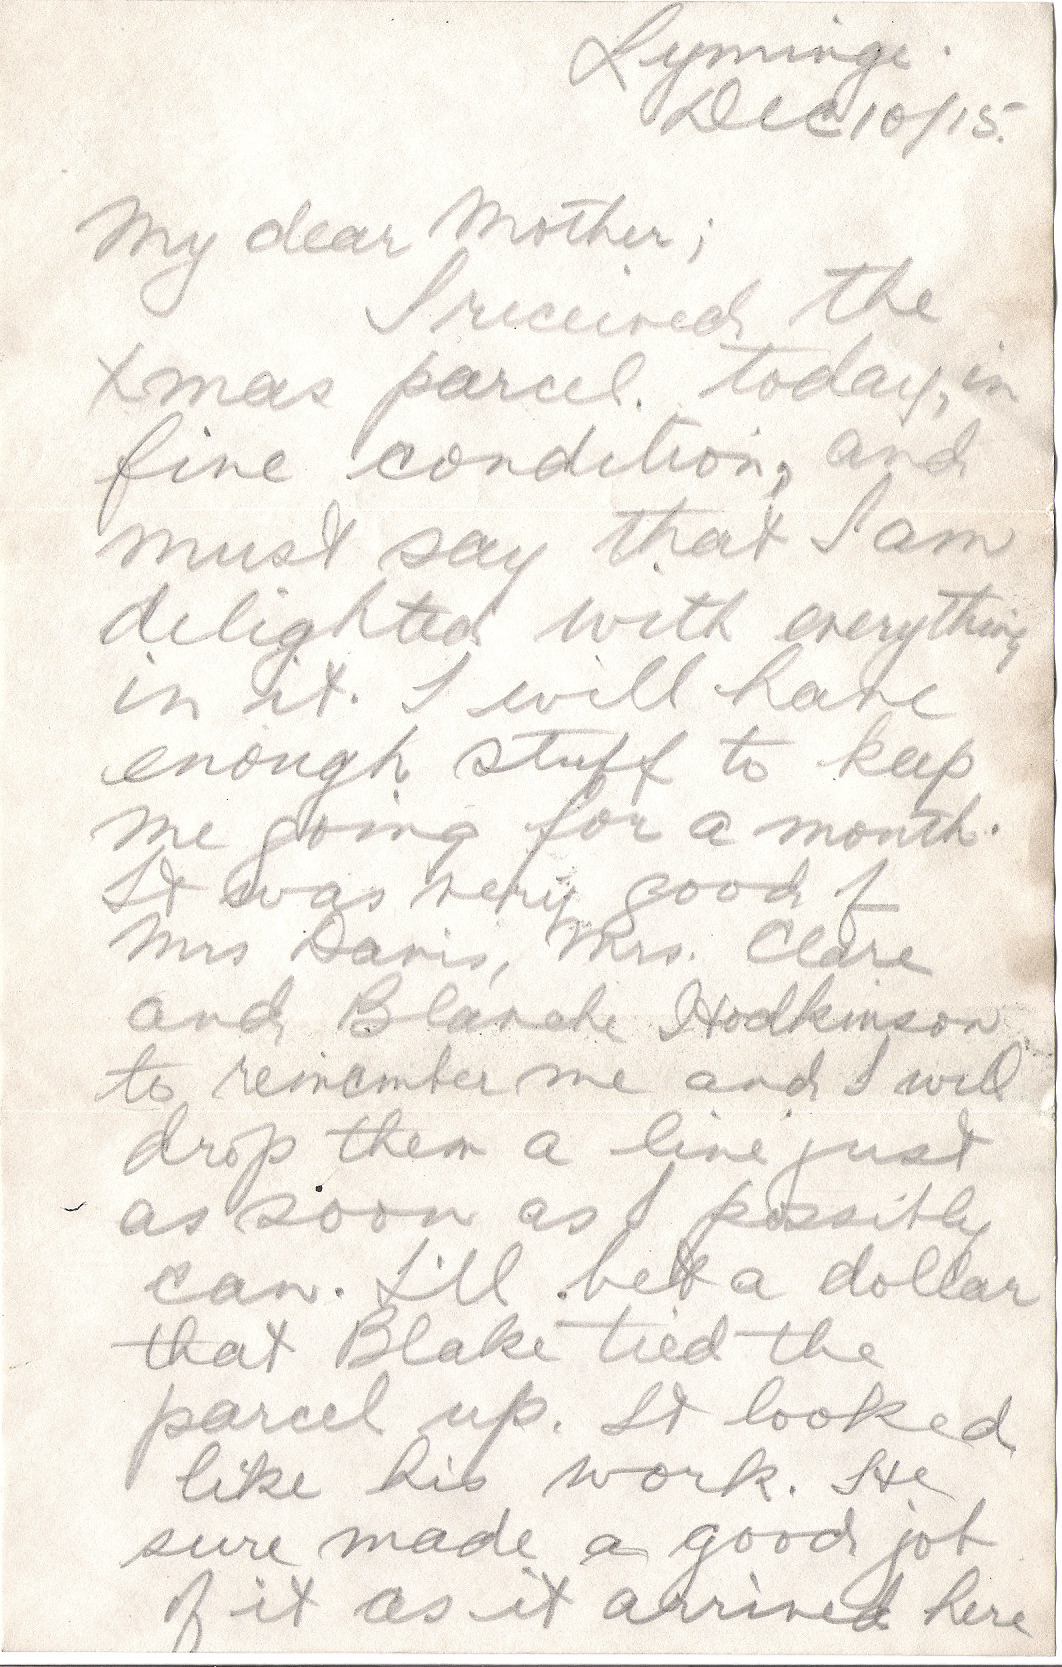 Lyminge.
Dec 10/15.
My dear Mother;
I received the
Xmas parcel today, in
fine condition, and
must say that I am
delighted with everything
in it. I will have
enough stuff to keep
me going for a month.
It was very good of
Mrs Davis, Mrs. Clare
and Blanche Hodkinson
to remember me and I will
drop them a line just
as soon as I possibly
can. I'll bet a dollar
that Blake tied the
parcel up. It looked
like his work. He
sure made a good job
of it as it arrived here